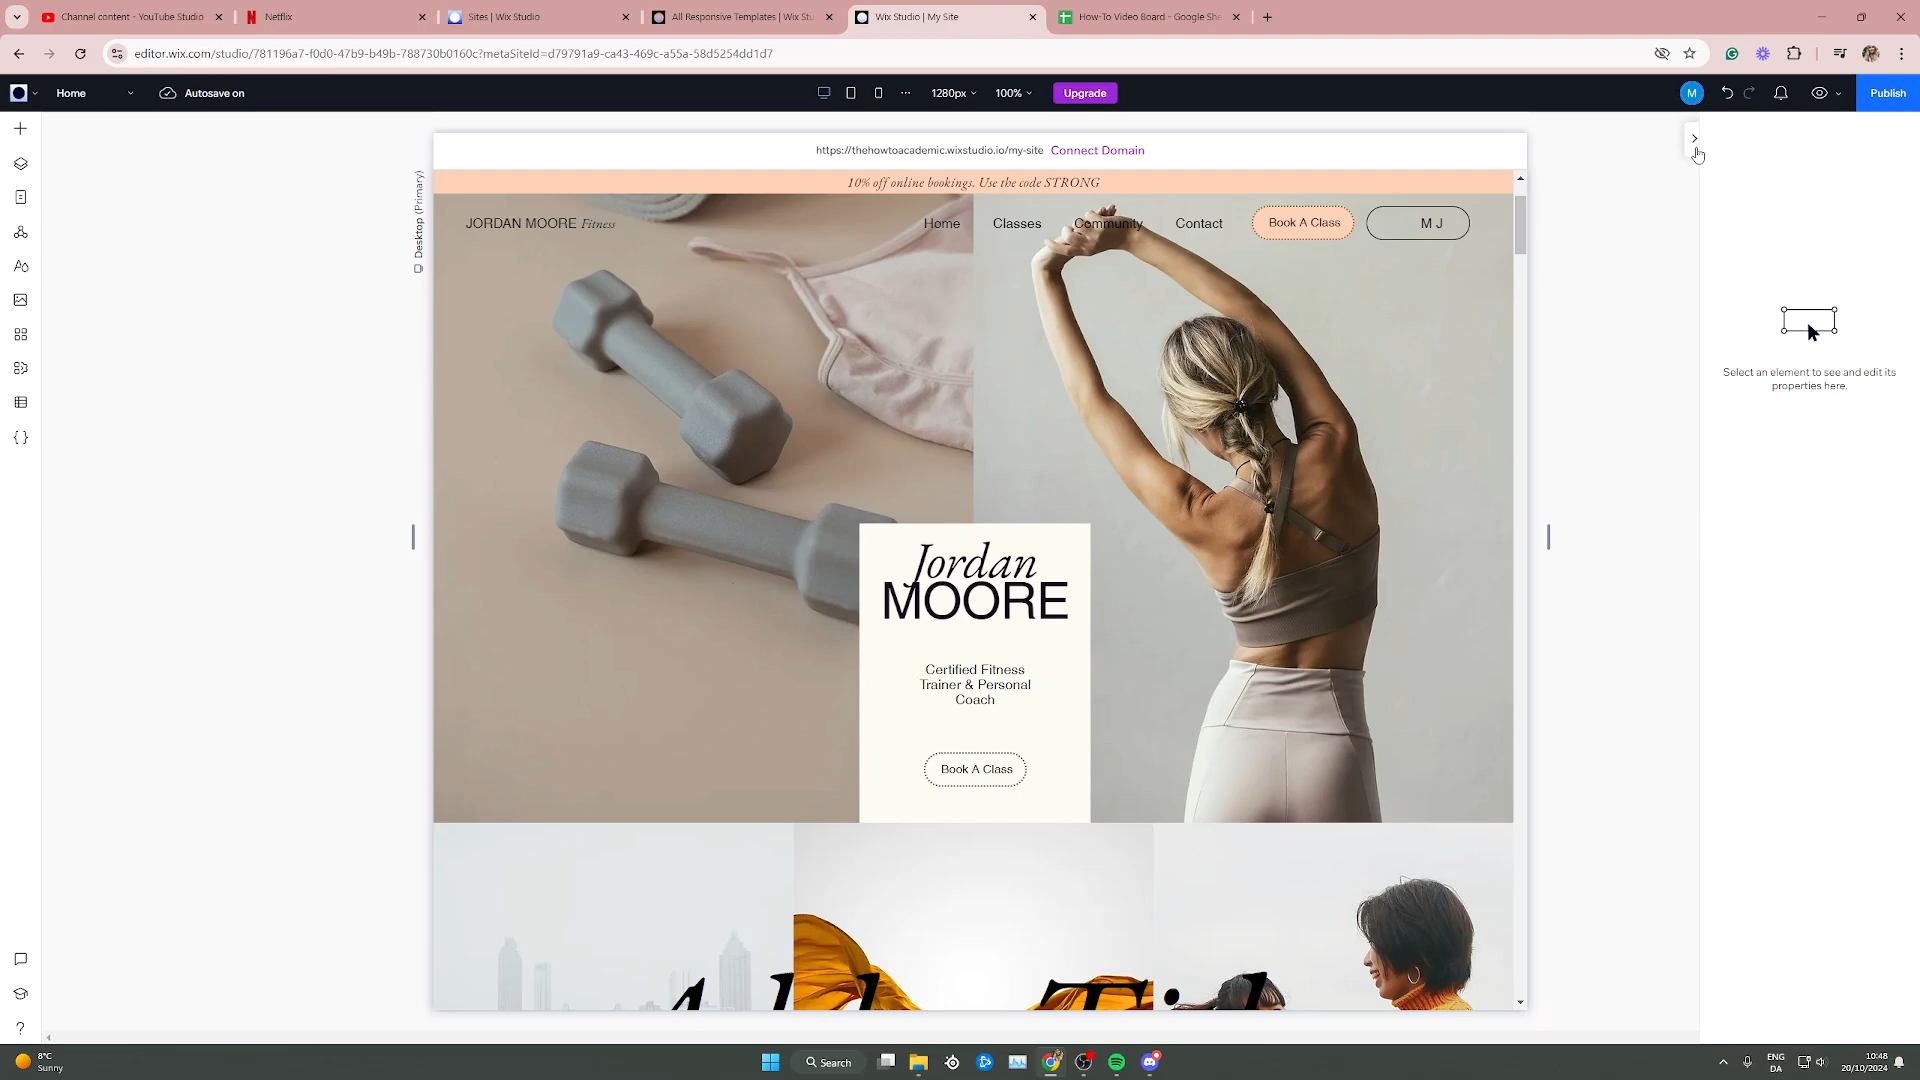 Channel content - YouTube Studio
Netflix
Sites | Wix Studio
All Responsive Templates | Wix Stu
Wix Studio | My Site
How-To Video Board - Google She
editor.wix.com/studio/781196a7-f0d0-47b9-b49b-788730b0160c?metaSiteId=d79791a9-ca43-469c-a55a-58d5254dd1d7
Home
Autosave on
1280px
100%
Upgrade
M
Publish
https://thehowtoacademic.wixstudio.io/my-site Connect Domain
Desktop (Primary)
10% off online bookings. Use the code STRONG
JORDAN MOORE Fitness
Home
Classes
Community
Contact
Book A Class
M J
Select an element to see and edit its
properties here.
Jordan
MOORE
Certified Fitness
Trainer & Personal
Coach
Book A Class
8°C
Sunny
Search
ENG
DA
10:48
20/10/2024